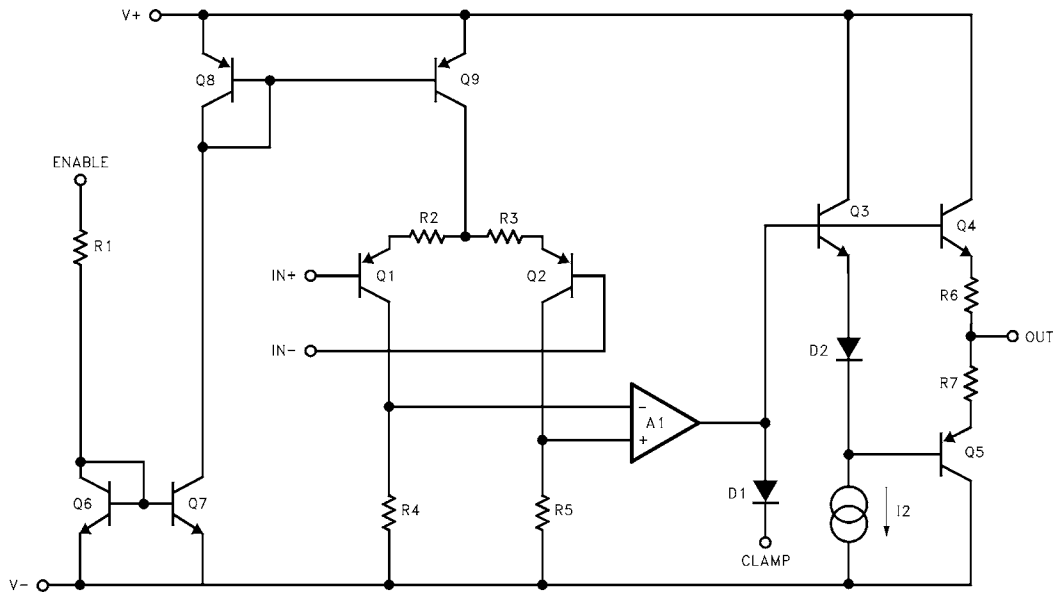 V+
Q8
Q9
ENABLE
R1
R2
R3
Q3
Q4
IN+
Q1
Q2
R6
IN-
OUT
D2
R7
-
A1
+
Q5
Q6
Q7
R4
R5
D1
I2
CLAMP
V-